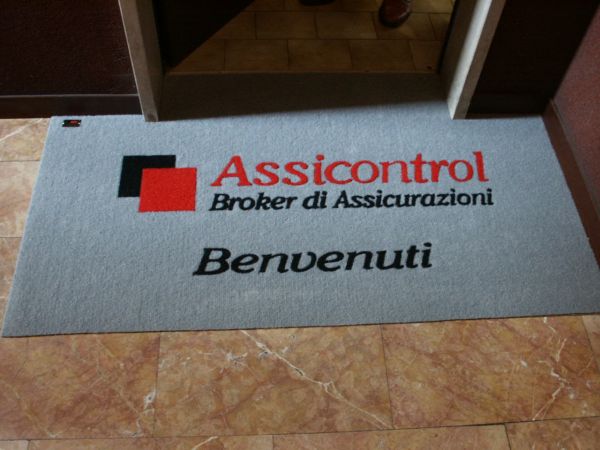 Assicontrol
Broker di Assicurazioni
Benvenuti